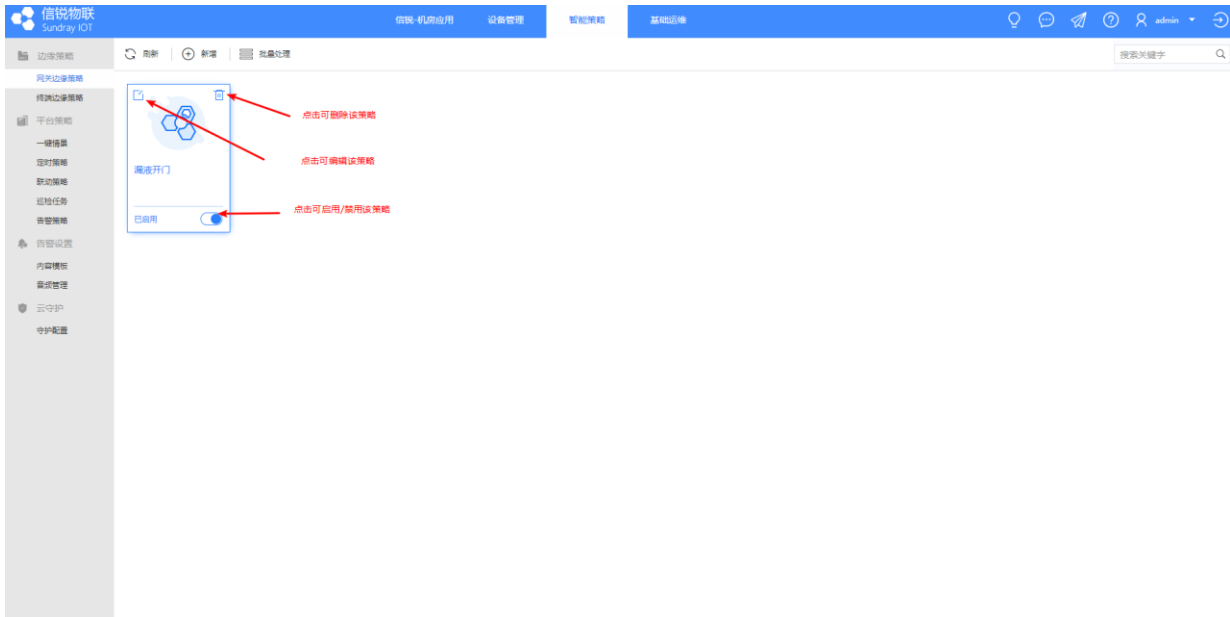 信锐物联
Sundray IOT
信锐-机房应用 设备管理 智能策略 基础运维
admin
边缘策略
网关边缘策略
终端边缘策略
平台策略
一键情景
定时策略
联动策略
巡检任务
告警策略
告警设置
内容模板
音频管理
云守护
守护配置
刷新 新增 批量处理
搜索关键字
漏液开门
已启用
点击可删除该策略
点击可编辑该策略
点击可启用/禁用该策略